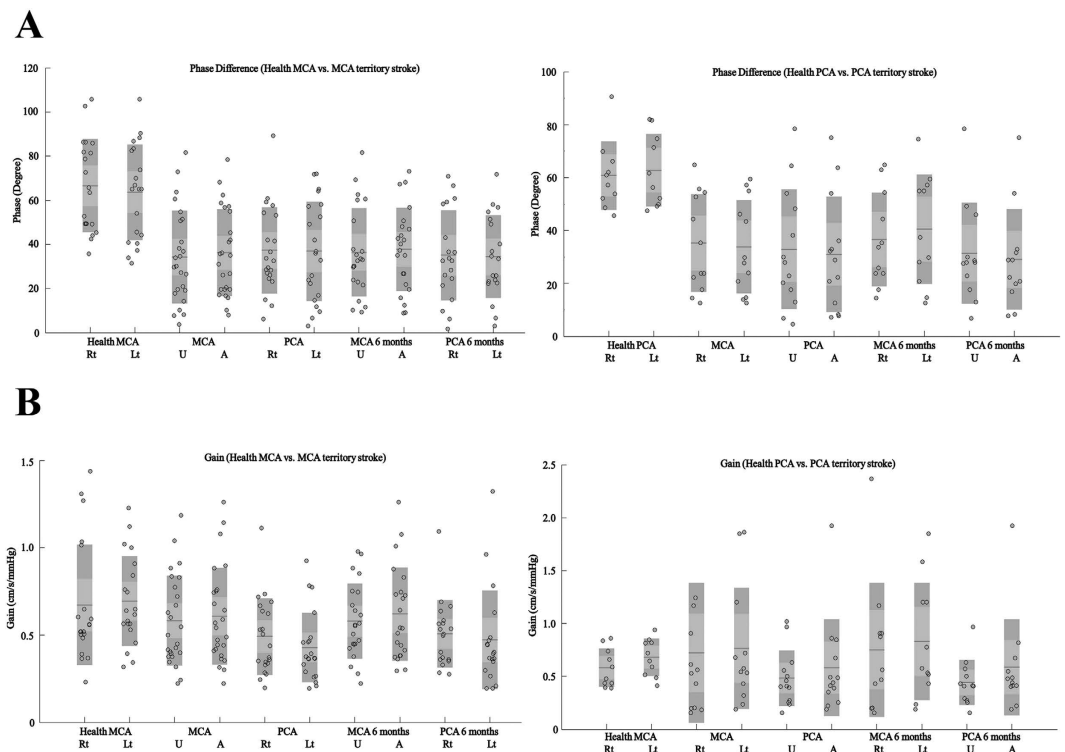 A
Phase Difference (Health MCA vs. MCA territory stroke)
120
100
80
60
40
20
0
Phase (Degree)
Health MCA MCA PCA MCA 6 months PCA 6 months
Rt Lt U A Rt Lt U A Rt Lt
Phase Difference (Health PCA vs. PCA territory stroke)
100
80
60
40
20
0
Phase (Degree)
Health PCA MCA PCA MCA 6 months PCA 6 months
Rt Lt Rt Lt U A Rt Lt U A
B
Gain (Health MCA vs. MCA territory stroke)
1.5
1.0
0.5
0
Gain (cm/s/mmHg)
Health MCA MCA PCA MCA 6 months PCA 6 months
Rt Lt U A Rt Lt U A Rt Lt
Gain (Health PCA vs. PCA territory stroke)
2.5
2.0
1.5
1.0
0.5
0
Gain (cm/s/mmHg)
Health MCA MCA PCA MCA 6 months PCA 6 months
Rt Lt Rt Lt U A Rt Lt U A